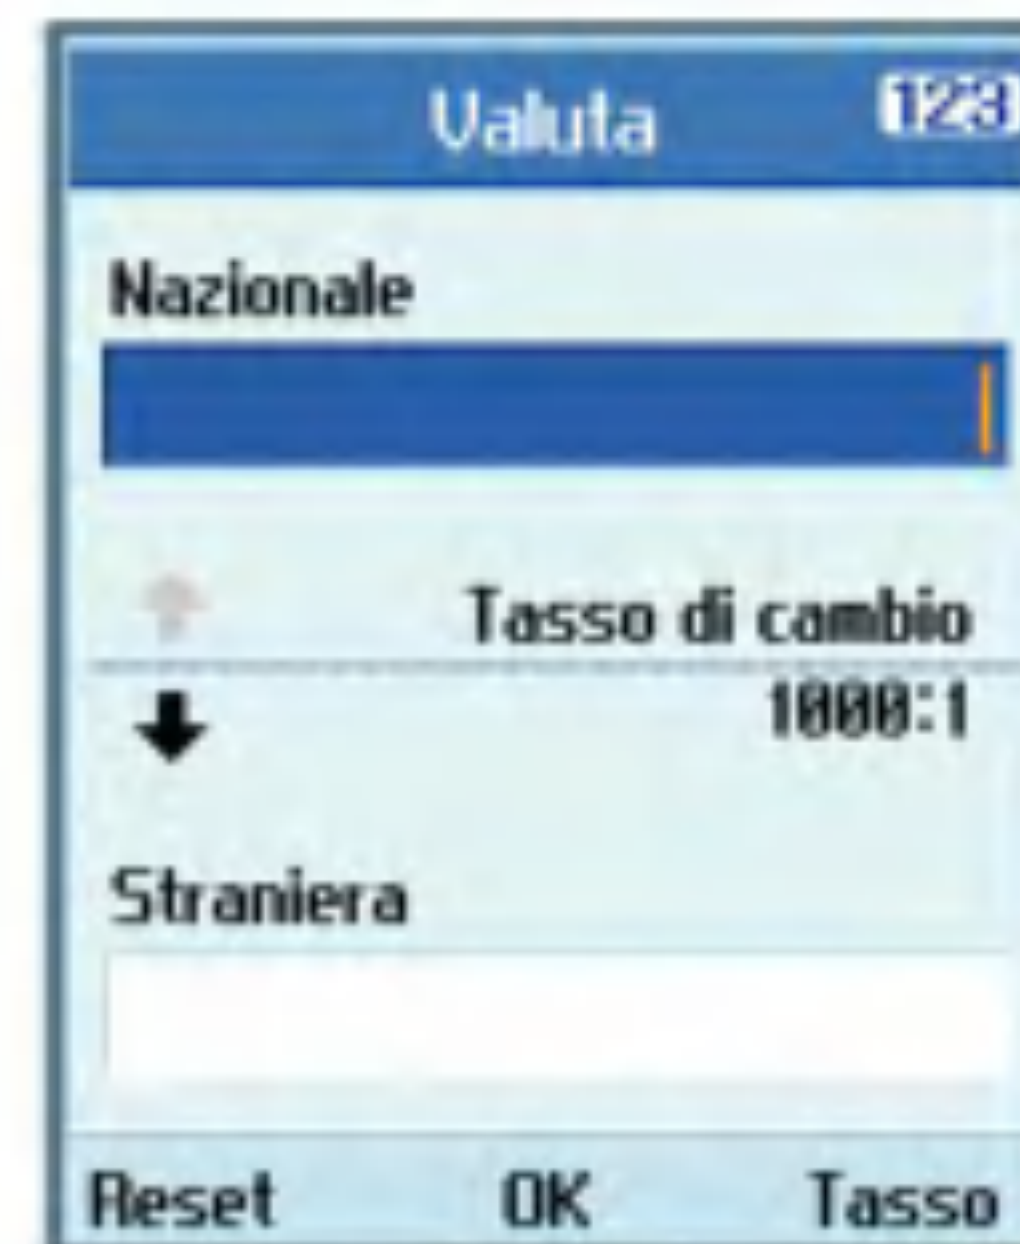 Valuta 123
Nazionale
Tasso di cambio
1000:1
Straniera
Reset OK Tasso